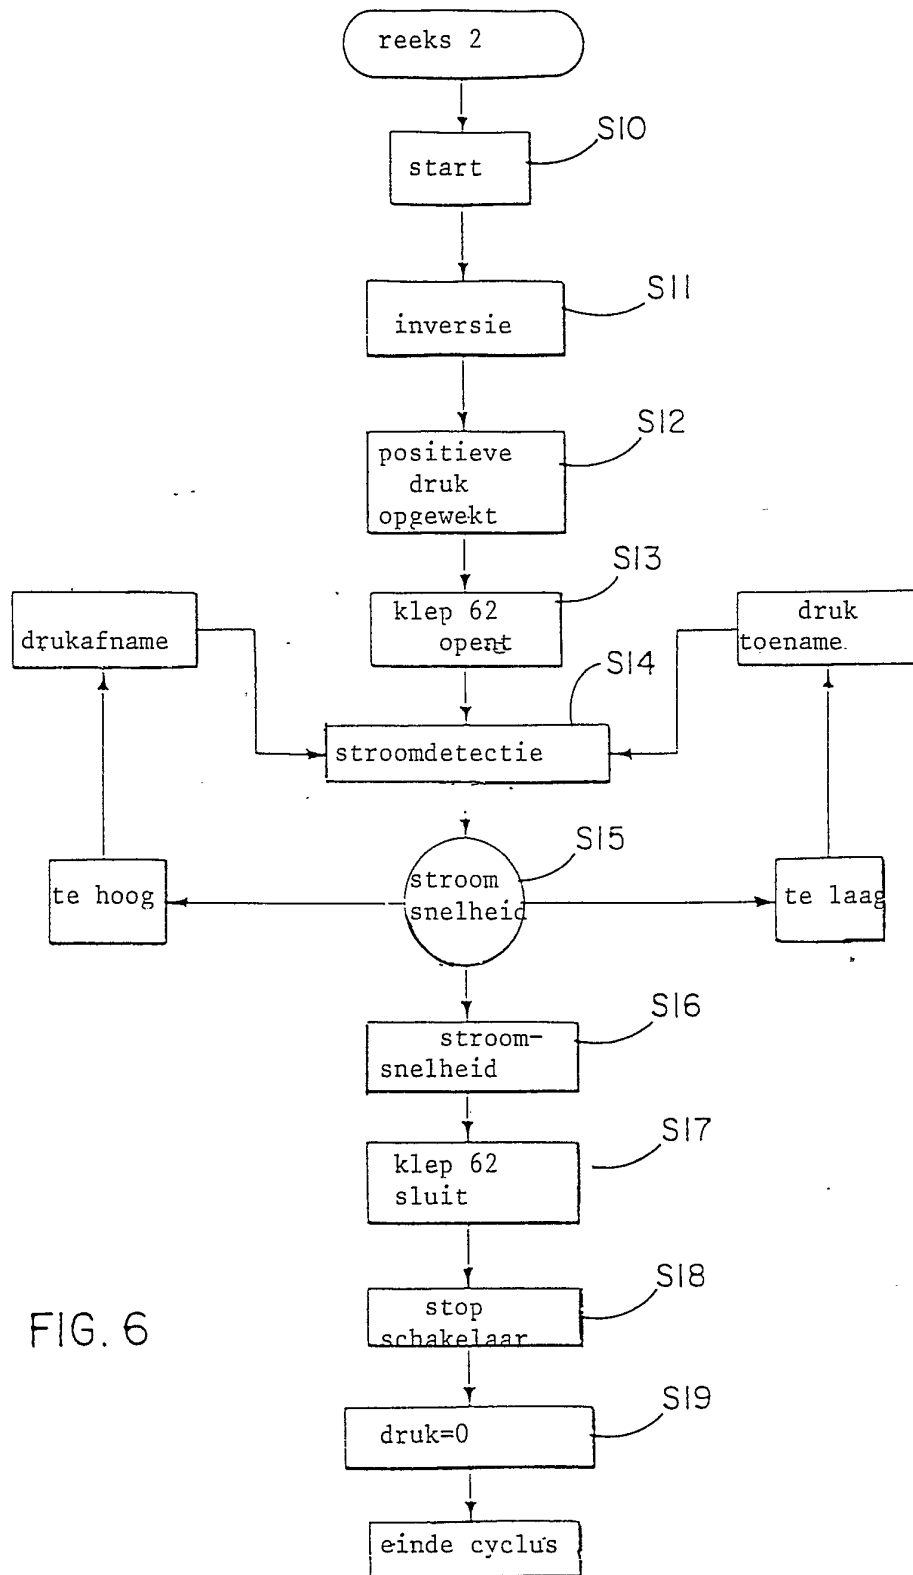 reeks 2
S10
start
S11
inversie
S12
positieve
druk
opgewekt
S13
klep 62
opent
drukafname
druk
toename
S14
stroomdetectie
S15
stroom
snelheid
te hoog
te laag
S16
stroom-
snelheid
S17
klep 62
sluit
S18
stop
schakelaar
S19
druk=0
einde cyclus
FIG. 6